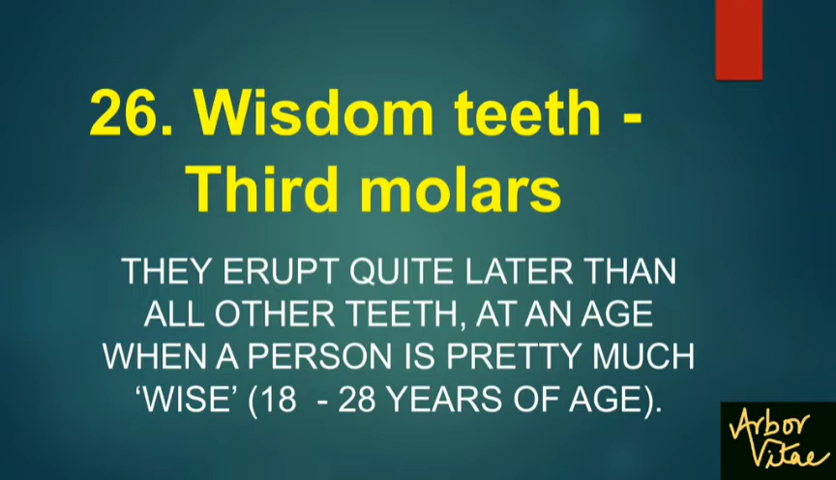 26. Wisdom teeth -
Third molars
THEY ERUPT QUITE LATER THAN
ALL OTHER TEETH, AT AN AGE
WHEN A PERSON IS PRETTY MUCH
‘WISE’ (18  - 28 YEARS OF AGE).
Arbor
Vitae